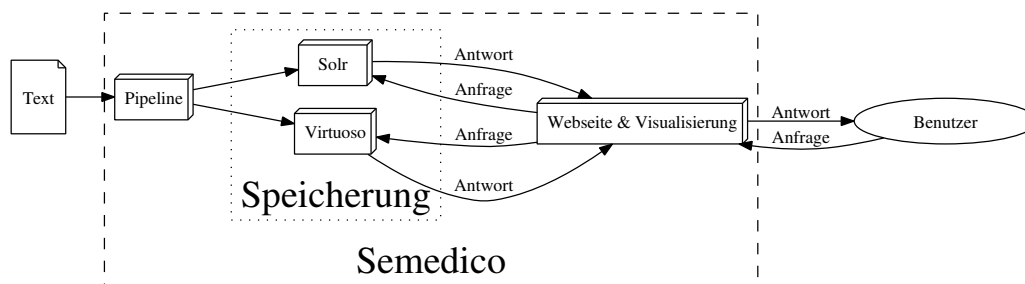 Text
Pipeline
Solr
Virtuoso
Speicherung
Antwort
Anfrage
Anfrage
Antwort
Webseite & Visualisierung
Antwort
Anfrage
Benutzer
Semedico